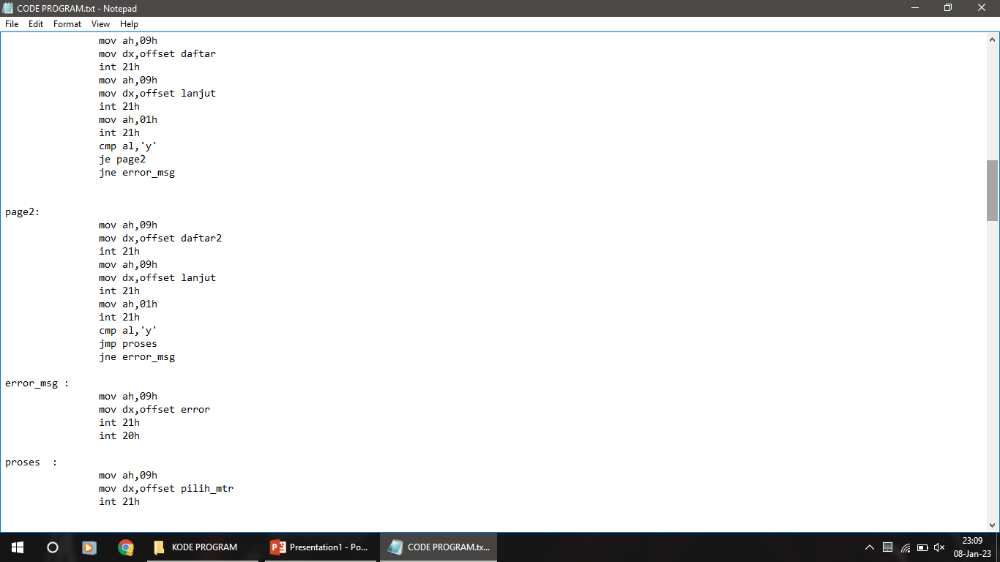 CODE PROGRAM.txt - Notepad
File Edit Format View Help
mov ah,09h
mov dx,offset daftar
int 21h
mov ah,09h
mov dx,offset lanjut
int 21h
mov ah,01h
int 21h
cmp al,'y'
je page2
jne error_msg
page2:
mov ah,09h
mov dx,offset daftar2
int 21h
mov ah,09h
mov dx,offset lanjut
int 21h
mov ah,01h
int 21h
cmp al,'y'
jmp proses
jne error_msg
error_msg :
mov ah,09h
mov dx,offset error
int 21h
int 20h
proses  :
mov ah,09h
mov dx,offset pilih_mtr
int 21h
KODE PROGRAM
Presentation1 - Po...
CODE PROGRAM.tx...
23:09
08-Jan-23